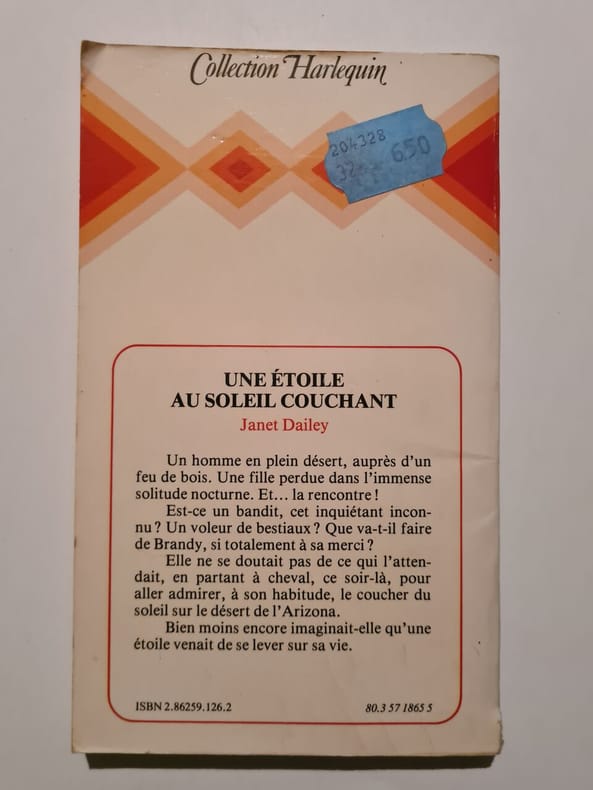 Collection Harlequin
204328
650
UNE ÉTOILE
AU SOLEIL COUCHANT
Janet Dailey
Un homme en plein désert, auprès d'un
feu de bois. Une fille perdue dans l'immense
solitude nocturne. Et... la rencontre !
Est-ce un bandit, cet inquiétant incon-
nu ? Un voleur de bestiaux ? Que va-t-il faire
de Brandy, si totalement à sa merci ?
Elle ne se doutait pas de ce qui l'atten-
dait, en partant à cheval, ce soir-là, pour
aller admirer, à son habitude, le coucher du
soleil sur le désert de l'Arizona.
Bien moins encore imaginait-elle qu'une
étoile venait de se lever sur sa vie.
ISBN 2.86259.126.2
80.3 57 1865 5